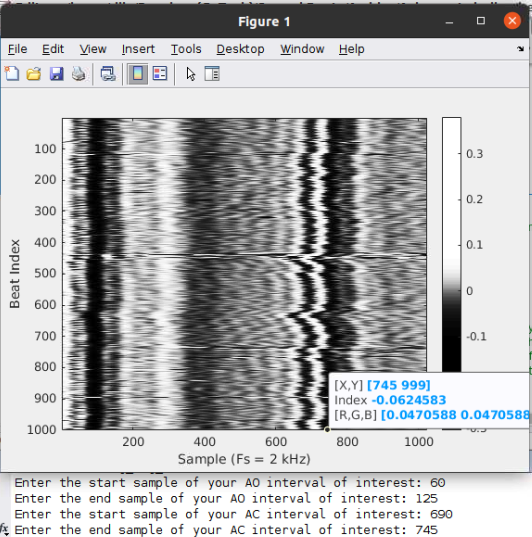 Figure 1
File Edit View Insert Tools Desktop Window Help
100
200
300
400
500
600
700
800
900
1000
Beat Index
200 400 600 800 1000
Sample (Fs = 2 kHz)
0.3
0.2
0.1
0
-0.1
[X,Y] [745 999]
Index -0.0624583
[R,G,B] [0.0470588 0.0470588
Enter the start sample of your AO interval of interest: 60
Enter the end sample of your AO interval of interest: 125
Enter the start sample of your AC interval of interest: 690
fx Enter the end sample of your AC interval of interest: 745